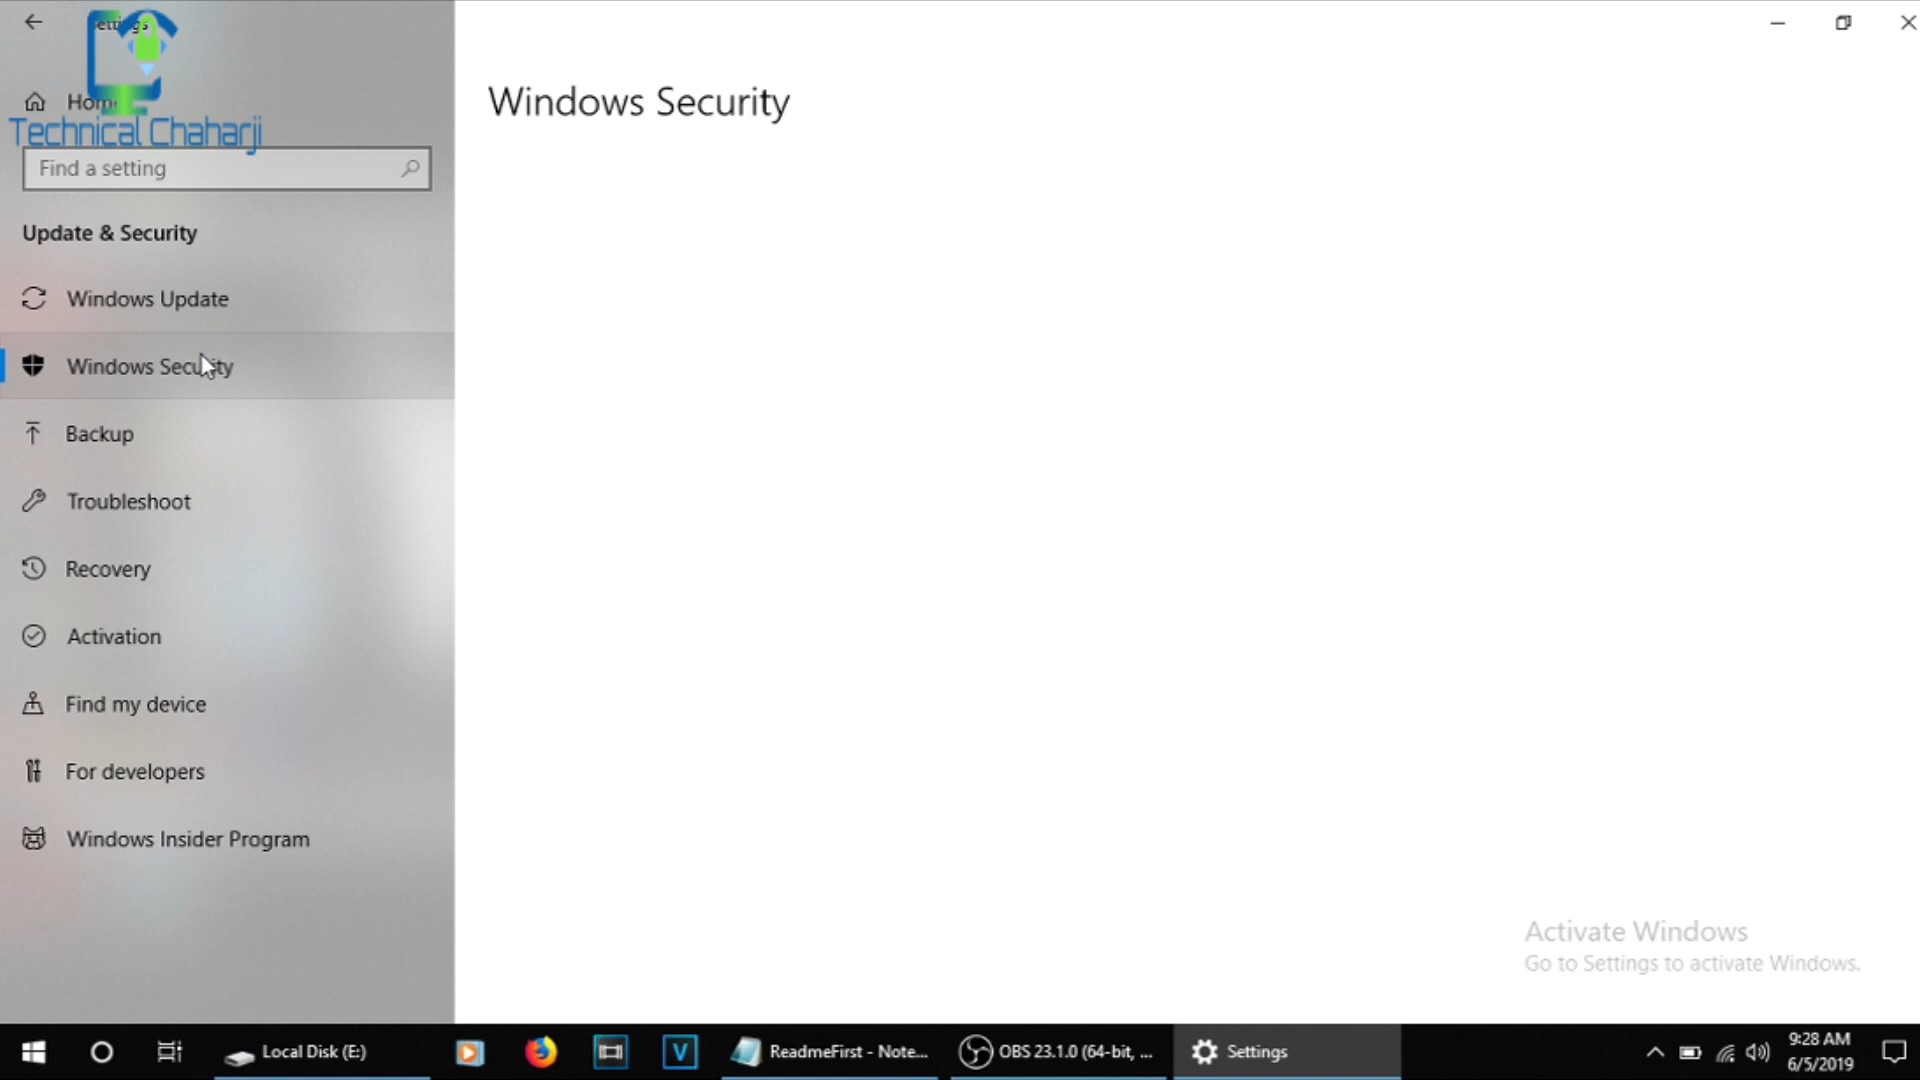 Settings
Home
Technical Chaharji
Find a setting
Update & Security
Windows Update
Windows Security
Backup
Troubleshoot
Recovery
Activation
Find my device
For developers
Windows Insider Program
Windows Security
Activate Windows
Go to Settings to activate Windows.
Local Disk (E:)
V
ReadmeFirst - Note...
OBS 23.1.0 (64-bit, ...
Settings
9:28 AM
6/5/2019